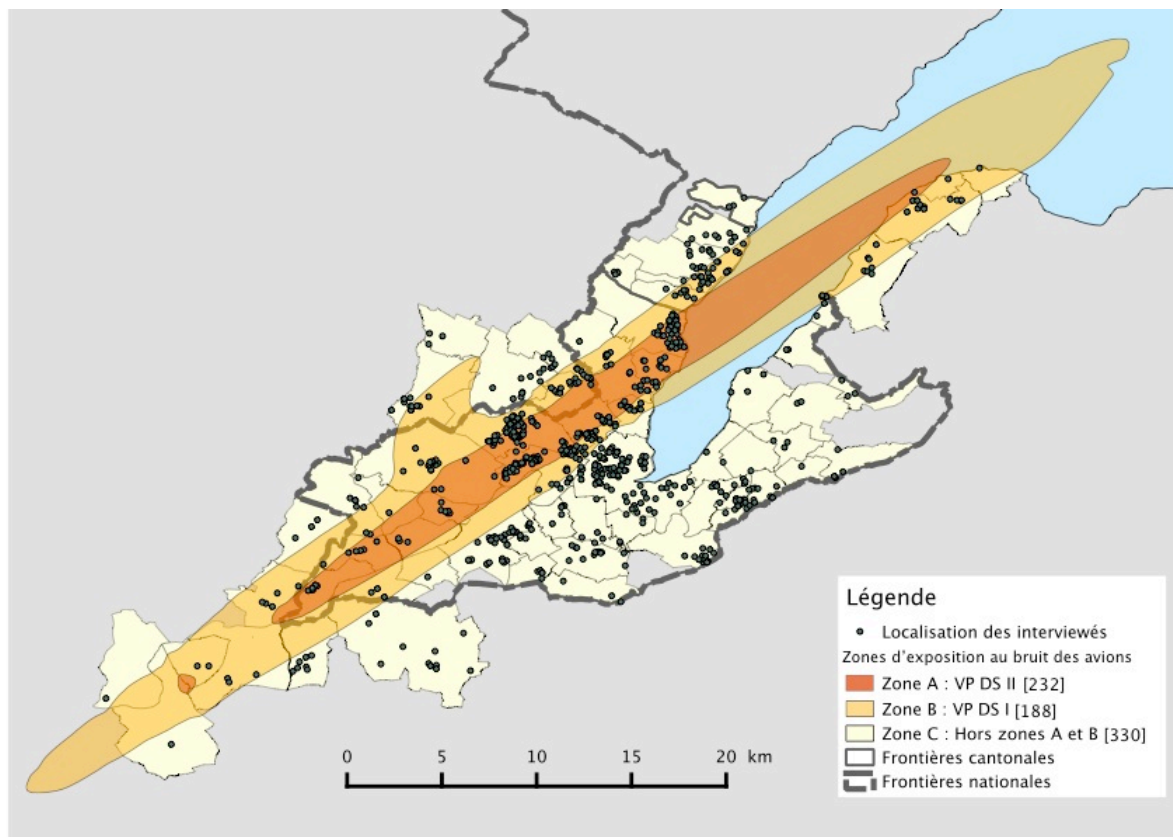 Légende
Localisation des interviewés
Zones d'exposition au bruit des avions
Zone A : VP DS II [232]
Zone B : VP DS I [188]
Zone C : Hors zones A et B [330]
Frontières cantonales
Frontières nationales
0 5 10 15 20 km